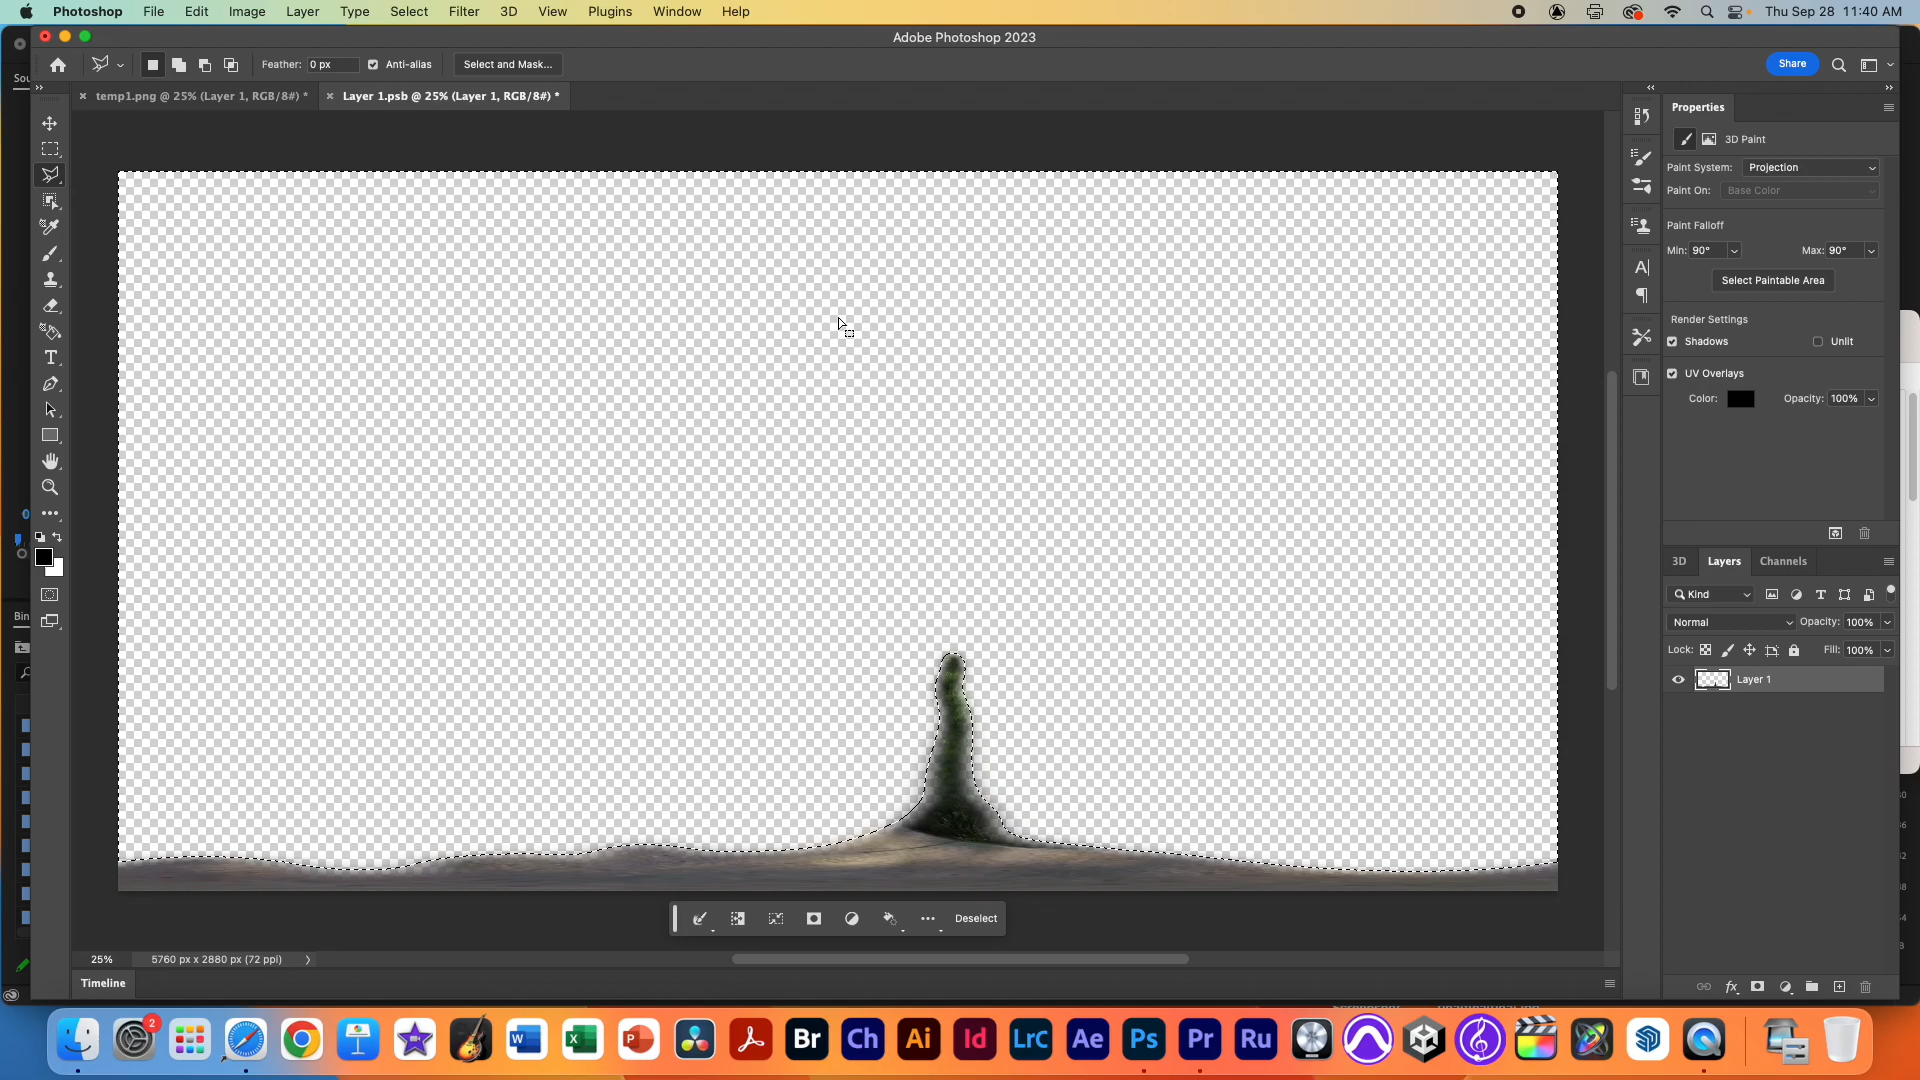 Photoshop File Edit Image Layer Type Select Filter 3D View Plugins Window Help Thu Sep 28 11:40 AM
Adobe Photoshop 2023
Feather: 0 px Anti-alias Select and Mask... Share
temp1.png @ 25% (Layer 1, RGB/8#) * Layer 1.psb @ 25% (Layer 1, RGB/8#) *
Properties
3D Paint
Paint System: Projection
Paint On: Base Color
Paint Falloff
Min: 90° Max: 90°
Select Paintable Area
Render Settings
Shadows Unlit
UV Overlays
Color: Opacity: 100%
3D Layers Channels
Kind
Normal Opacity: 100%
Lock: Fill: 100%
Layer 1
Sou
Bin
Deselect
25% 5760 px x 2880 px (72 ppi)
Timeline
2
W X P Br Ch Ai Id LrC Ae Ps Pr Ru